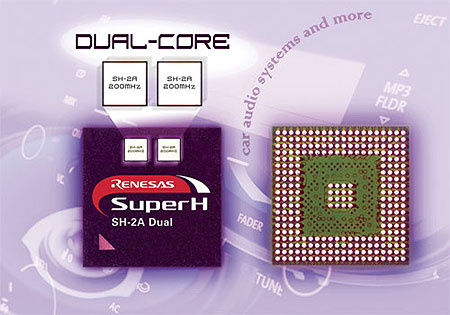 DUAL-CORE
SH-2A
200MHz
SH-2A
200MHz
car audio systems and more
EJECT
MP3
FLDR
SH-2A
200MHz
SH-2A
200MHz
RENESAS
SuperH
SH-2A Dual
FADER
TUNE